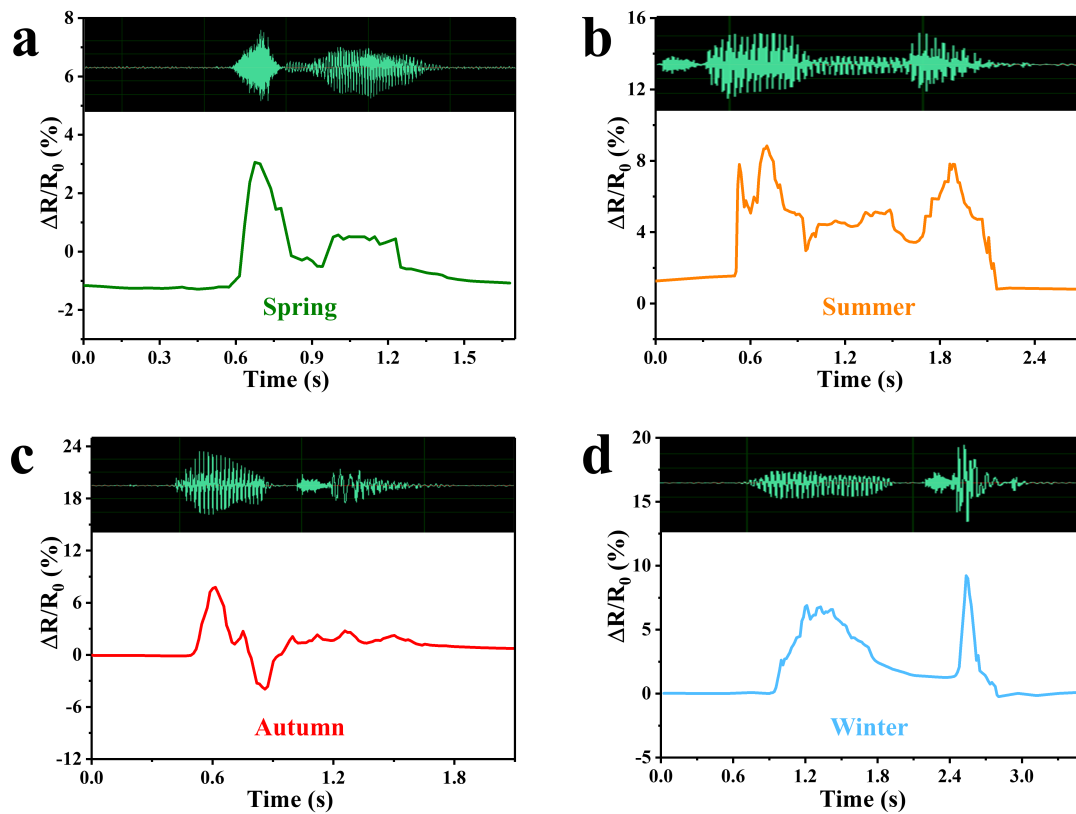 a
8
6
4
2
0
-2
ΔR/R₀ (%)
Spring
0.0 0.3 0.6 0.9 1.2 1.5
Time (s)
b
16
12
8
4
0
ΔR/R₀ (%)
Summer
0.0 0.6 1.2 1.8 2.4
Time (s)
c
24
18
12
6
0
-6
-12
ΔR/R₀ (%)
Autumn
0.0 0.6 1.2 1.8
Time (s)
d
20
15
10
5
0
-5
ΔR/R₀ (%)
Winter
0.0 0.6 1.2 1.8 2.4 3.0
Time (s)